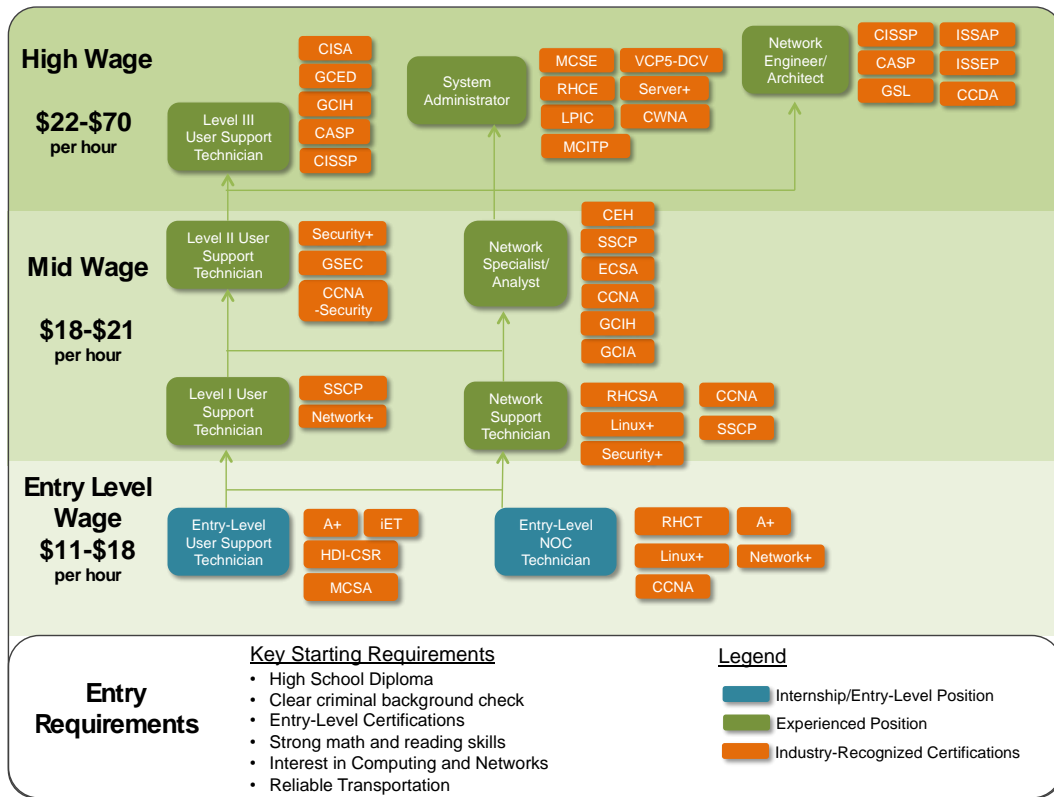 High Wage
$22-$70
per hour
Level III
User Support
Technician
CISA
GCED
GCIH
CASP
CISSP
System
Administrator
MCSE
VCP5-DCV
RHCE
Server+
LPIC
CWNA
MCITP
Network
Engineer/
Architect
CISSP
ISSAP
CASP
ISSEP
GSL
CCDA
Mid Wage
$18-$21
per hour
Level II User
Support
Technician
Security+
GSEC
CCNA
-Security
Network
Specialist/
Analyst
CEH
SSCP
ECSA
CCNA
GCIH
GCIA
Level I User
Support
Technician
SSCP
Network+
Network
Support
Technician
RHCSA
CCNA
Linux+
SSCP
Security+
Entry Level
Wage
$11-$18
per hour
Entry-Level
User Support
Technician
A+
iET
HDI-CSR
MCSA
Entry-Level
NOC
Technician
RHCT
A+
Linux+
Network+
CCNA
Entry
Requirements
Key Starting Requirements
• High School Diploma
• Clear criminal background check
• Entry-Level Certifications
• Strong math and reading skills
• Interest in Computing and Networks
• Reliable Transportation
Legend
Internship/Entry-Level Position
Experienced Position
Industry-Recognized Certifications